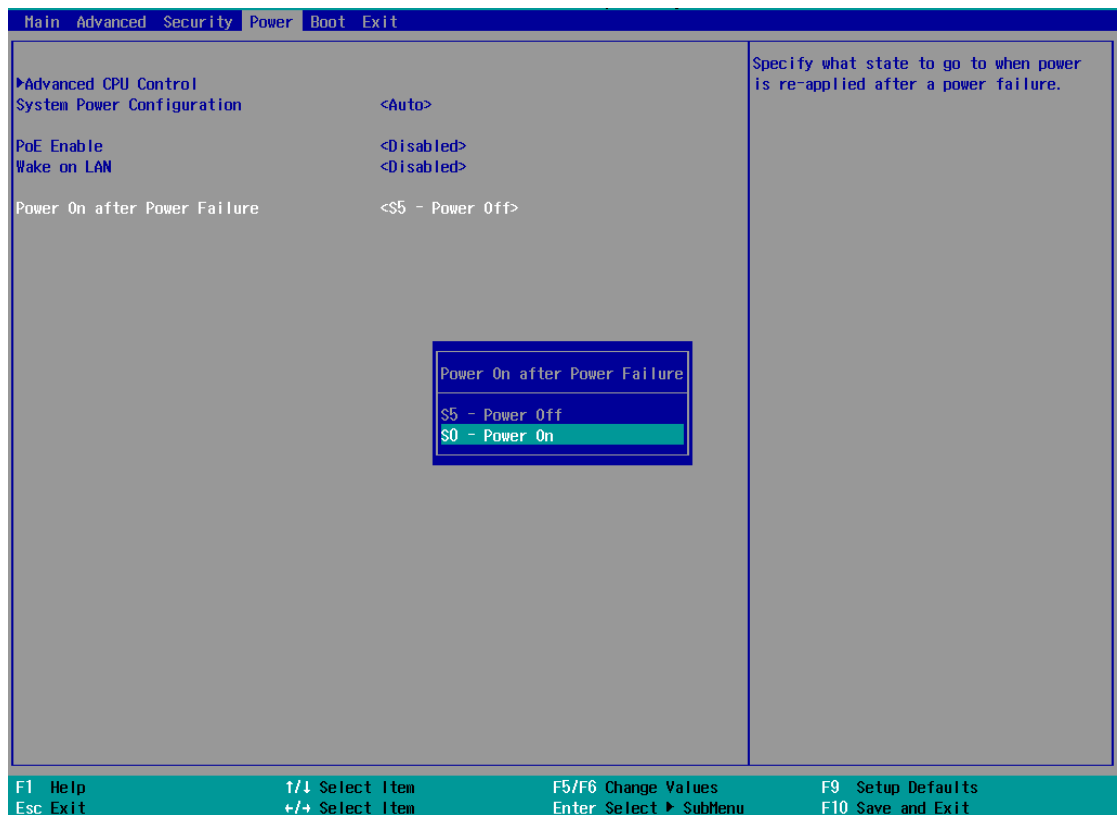 Main Advanced Security Power Boot Exit
▶Advanced CPU Control
System Power Configuration <Auto>
PoE Enable <Disabled>
Wake on LAN <Disabled>
Power On after Power Failure <S5 - Power Off>
Specify what state to go to when power
is re-applied after a power failure.
Power On after Power Failure
S5 - Power Off
S0 - Power On
F1 Help ↑/↓ Select Item F5/F6 Change Values F9 Setup Defaults
Esc Exit ←/→ Select Item Enter Select ▶ SubMenu F10 Save and Exit